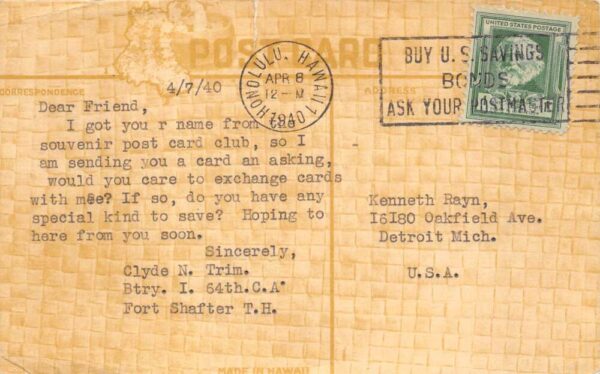 POST CARD
CORRESPONDENCE
ADDRESS
4/7/40
HONOLULU, HAWAII
APR 8
12-M
1940
UNITED STATES POSTAGE
BUY U.S. SAVINGS
BONDS
ASK YOUR POSTMASTER
Dear Friend,
I got you r name from the
souvenir post card club, so I
am sending you a card an asking,
would you care to exchange cards
with mee? If so, do you have any
special kind to save? Hoping to
here from you soon.
Sincerely,
Clyde N. Trim.
Btry. I. 64th.C.A.
Fort Shafter T.H.
Kenneth Rayn,
I6I80 Oakfield Ave.
Detroit Mich.
U.S.A.
MADE IN HAWAII